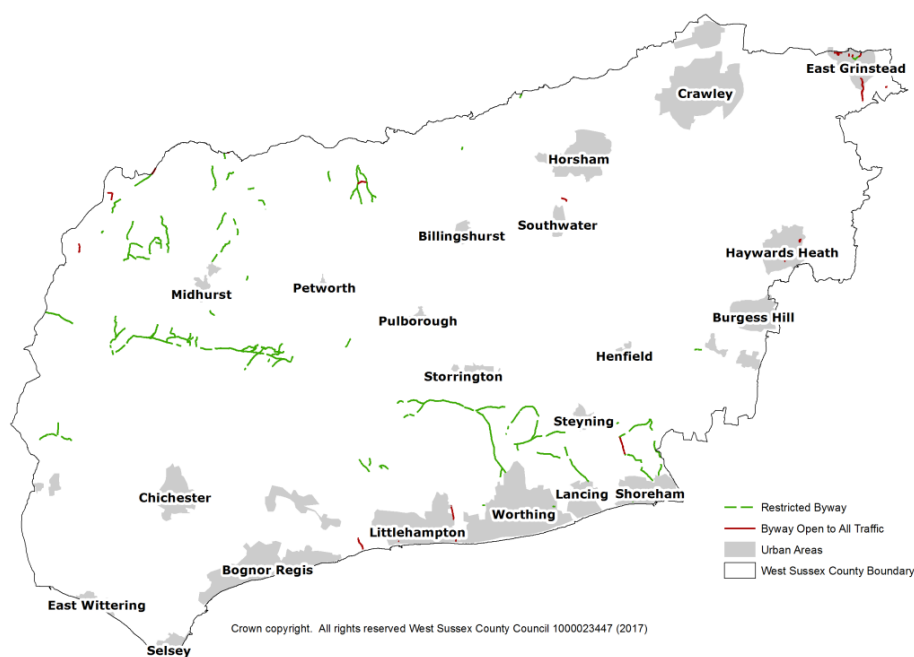 East Grinstead
Crawley
Horsham
Southwater
Billingshurst
Haywards Heath
Midhurst
Petworth
Pulborough
Burgess Hill
Henfield
Storrington
Steyning
Chichester
Lancing
Shoreham
Worthing
Littlehampton
Bognor Regis
East Wittering
Selsey
Restricted Byway
Byway Open to All Traffic
Urban Areas
West Sussex County Boundary
Crown copyright. All rights reserved West Sussex County Council 1000023447 (2017)